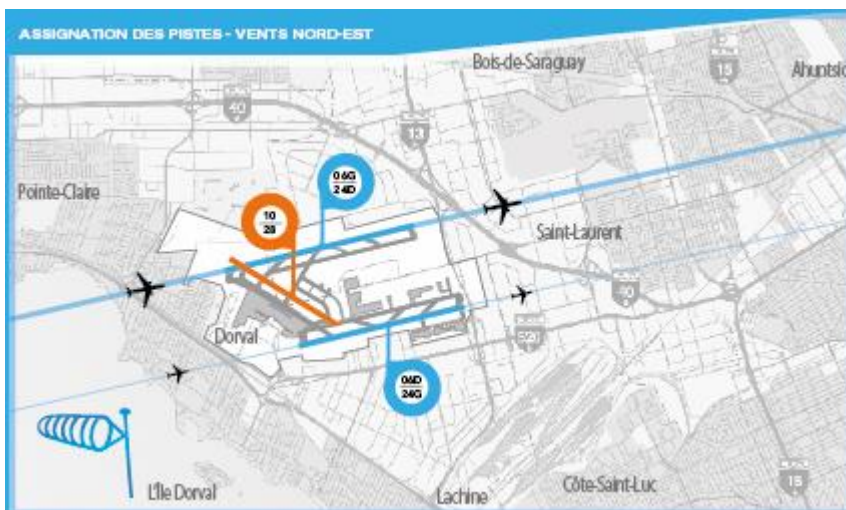 ASSIGNATION DES PISTES - VENTS NORD-EST
Bois-de-Saraguay
15
Ahuntsic
40
13
Pointe-Claire
06G
24D
10
28
Saint-Laurent
40
520
Dorval
06D
24G
L'Île Dorval
Lachine
Côte-Saint-Luc
15